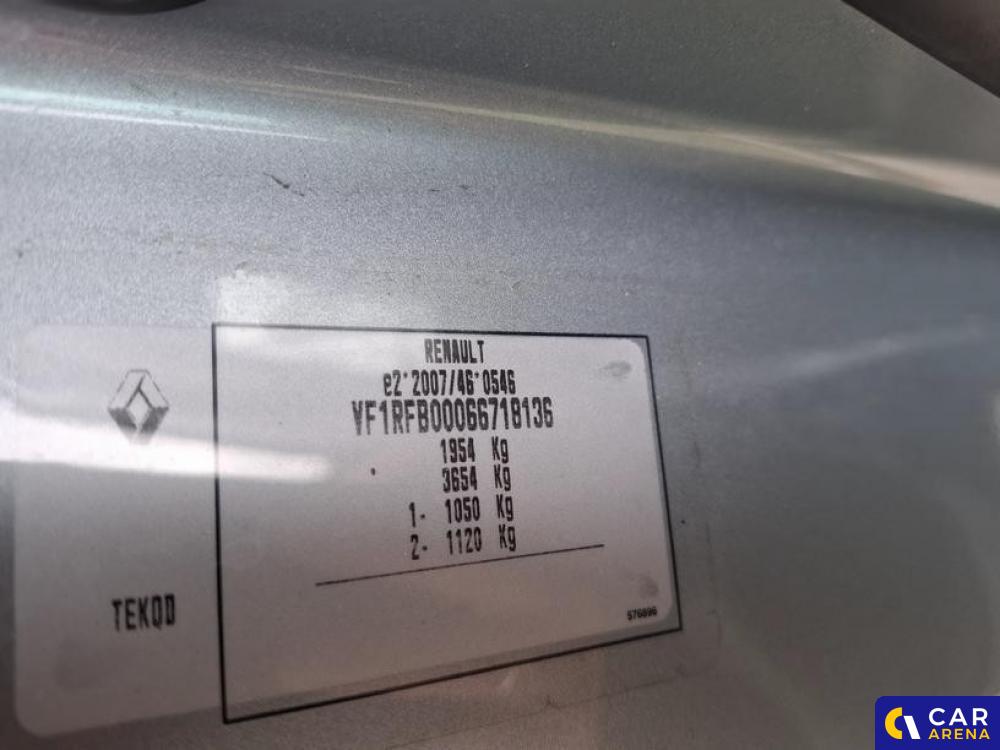 RENAULT
e2*2007/46*0546
VF1RFB00066718136
1954 Kg
3654 Kg
1- 1050 Kg
2- 1120 Kg
TEKQD
576896
CAR
ARENA